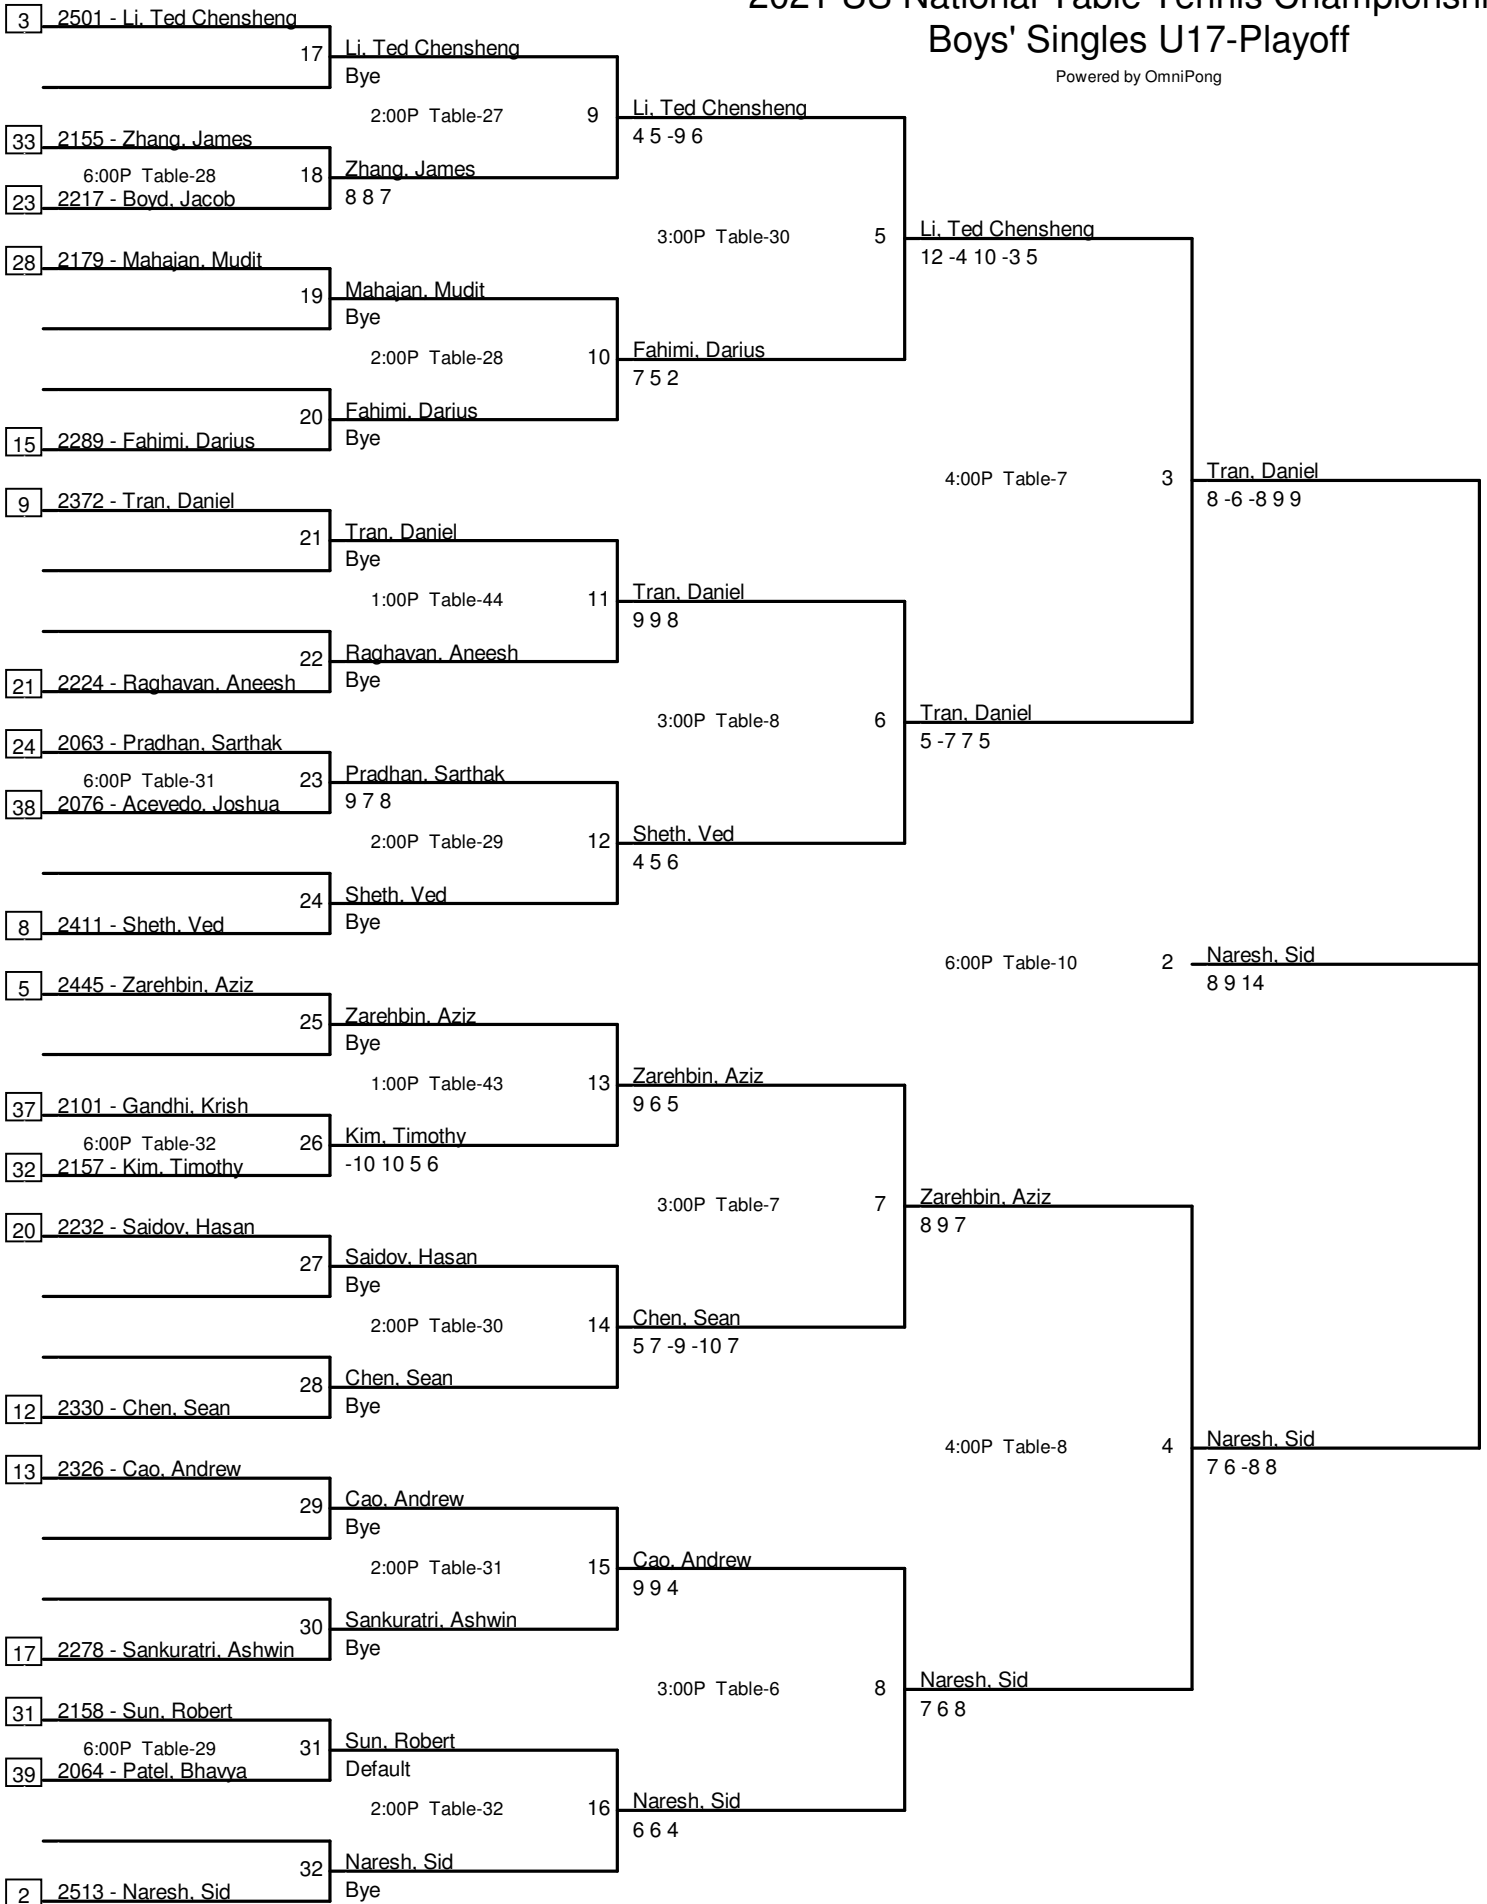 2021 US National Table Tennis Championshi
Boys' Singles U17-Playoff
Powered by OmniPong
3 2501 - Li, Ted Chensheng
17 Li, Ted Chensheng
Bye
2:00P Table-27 9 Li, Ted Chensheng
4 5 -9 6
33 2155 - Zhang, James
6:00P Table-28 18 Zhang, James
23 2217 - Boyd, Jacob 8 8 7
3:00P Table-30 5 Li, Ted Chensheng
12 -4 10 -3 5
28 2179 - Mahajan, Mudit
19 Mahajan, Mudit
Bye
2:00P Table-28 10 Fahimi, Darius
7 5 2
20 Fahimi, Darius
15 2289 - Fahimi, Darius Bye
4:00P Table-7 3 Tran, Daniel
8 -6 -8 9 9
9 2372 - Tran, Daniel
21 Tran, Daniel
Bye
1:00P Table-44 11 Tran, Daniel
9 9 8
22 Raghavan, Aneesh
21 2224 - Raghavan, Aneesh Bye
3:00P Table-8 6 Tran, Daniel
5 -7 7 5
24 2063 - Pradhan, Sarthak
6:00P Table-31 23 Pradhan, Sarthak
38 2076 - Acevedo, Joshua 9 7 8
2:00P Table-29 12 Sheth, Ved
4 5 6
24 Sheth, Ved
8 2411 - Sheth, Ved Bye
6:00P Table-10 2 Naresh, Sid
8 9 14
5 2445 - Zarehbin, Aziz
25 Zarehbin, Aziz
Bye
1:00P Table-43 13 Zarehbin, Aziz
9 6 5
37 2101 - Gandhi, Krish
6:00P Table-32 26 Kim, Timothy
32 2157 - Kim, Timothy -10 10 5 6
3:00P Table-7 7 Zarehbin, Aziz
8 9 7
20 2232 - Saidov, Hasan
27 Saidov, Hasan
Bye
2:00P Table-30 14 Chen, Sean
5 7 -9 -10 7
28 Chen, Sean
12 2330 - Chen, Sean Bye
4:00P Table-8 4 Naresh, Sid
7 6 -8 8
13 2326 - Cao, Andrew
29 Cao, Andrew
Bye
2:00P Table-31 15 Cao, Andrew
9 9 4
30 Sankuratri, Ashwin
17 2278 - Sankuratri, Ashwin Bye
3:00P Table-6 8 Naresh, Sid
7 6 8
31 2158 - Sun, Robert
6:00P Table-29 31 Sun, Robert
39 2064 - Patel, Bhavya Default
2:00P Table-32 16 Naresh, Sid
6 6 4
32 Naresh, Sid
2 2513 - Naresh, Sid Bye